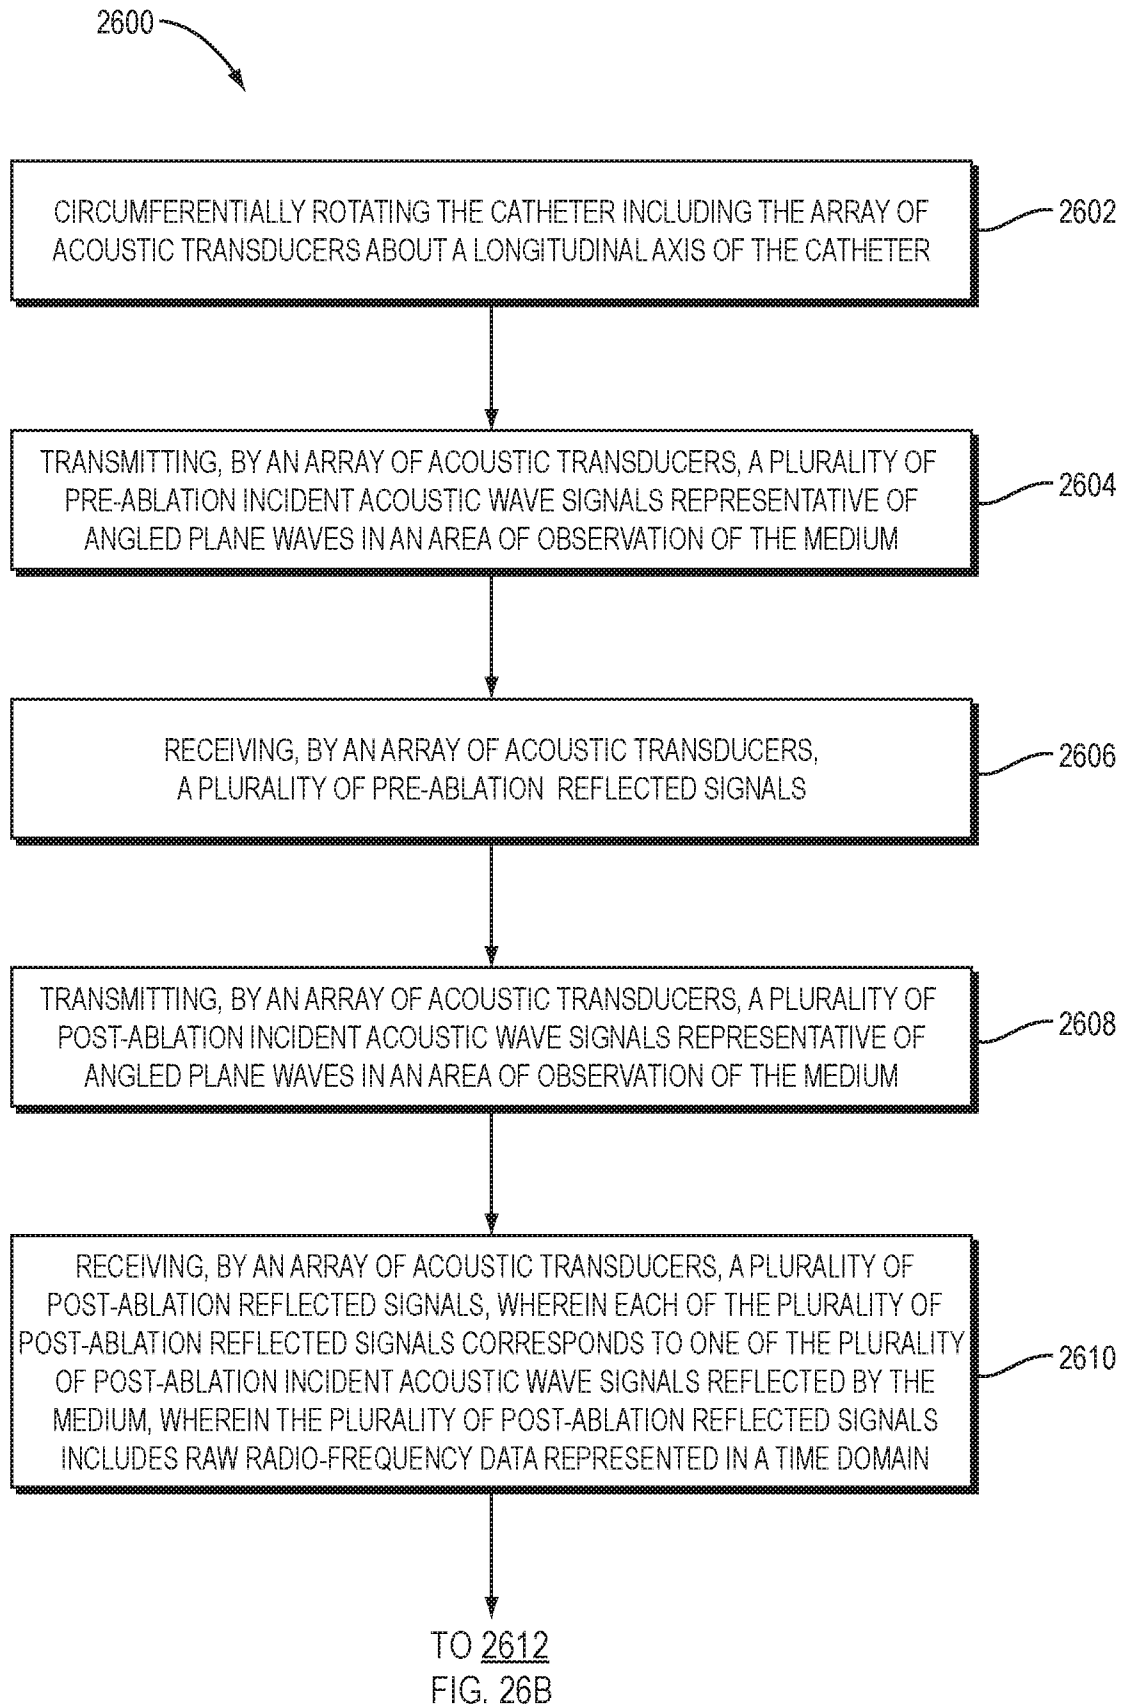 2600
CIRCUMFERENTIALLY ROTATING THE CATHETER INCLUDING THE ARRAY OF
ACOUSTIC TRANSDUCERS ABOUT A LONGITUDINAL AXIS OF THE CATHETER
2602
TRANSMITTING, BY AN ARRAY OF ACOUSTIC TRANSDUCERS, A PLURALITY OF
PRE-ABLATION INCIDENT ACOUSTIC WAVE SIGNALS REPRESENTATIVE OF
ANGLED PLANE WAVES IN AN AREA OF OBSERVATION OF THE MEDIUM
2604
RECEIVING, BY AN ARRAY OF ACOUSTIC TRANSDUCERS,
A PLURALITY OF PRE-ABLATION REFLECTED SIGNALS
2606
TRANSMITTING, BY AN ARRAY OF ACOUSTIC TRANSDUCERS, A PLURALITY OF
POST-ABLATION INCIDENT ACOUSTIC WAVE SIGNALS REPRESENTATIVE OF
ANGLED PLANE WAVES IN AN AREA OF OBSERVATION OF THE MEDIUM
2608
RECEIVING, BY AN ARRAY OF ACOUSTIC TRANSDUCERS, A PLURALITY OF
POST-ABLATION REFLECTED SIGNALS, WHEREIN EACH OF THE PLURALITY OF
POST-ABLATION REFLECTED SIGNALS CORRESPONDS TO ONE OF THE PLURALITY
OF POST-ABLATION INCIDENT ACOUSTIC WAVE SIGNALS REFLECTED BY THE
MEDIUM, WHEREIN THE PLURALITY OF POST-ABLATION REFLECTED SIGNALS
INCLUDES RAW RADIO-FREQUENCY DATA REPRESENTED IN A TIME DOMAIN
2610
TO 2612
FIG. 26B